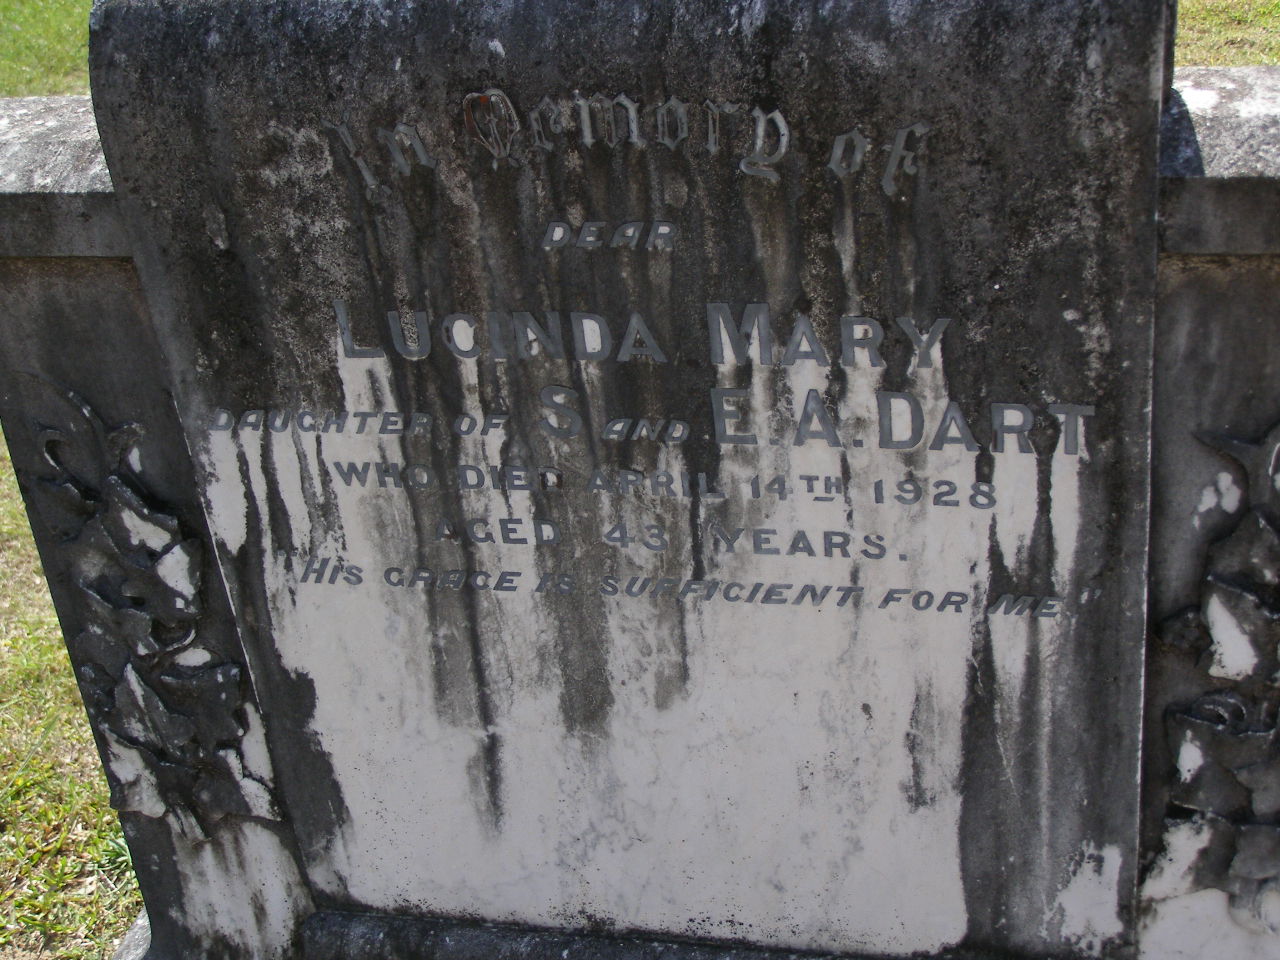 In Memory of
DEAR
LUCINDA MARY
DAUGHTER OF S AND E.A.DART
WHO DIED APRIL 14TH 1928
AGED 43 YEARS.
"HIS GRACE IS SUFFICIENT FOR ME."